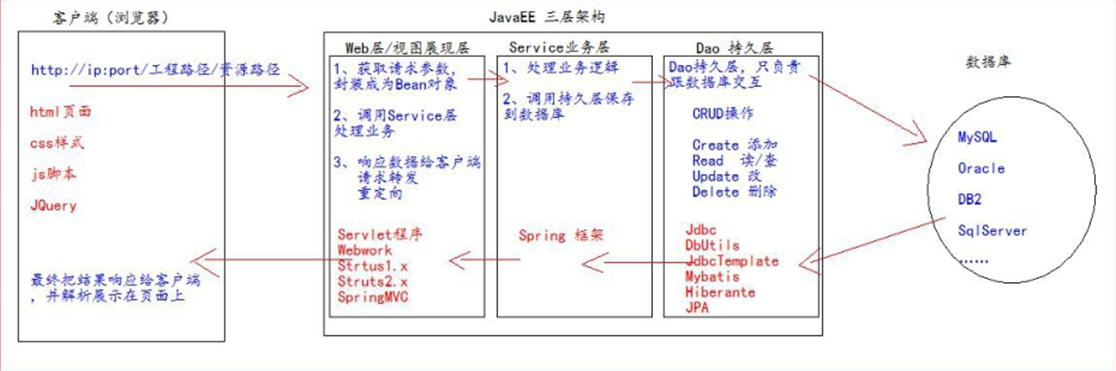 客户端（浏览器）
http://ip:port/工程路径/资源路径
html页面
css样式
js脚本
JQuery
最终把结果响应给客户端
，并解析展示在页面上
JavaEE 三层架构
Web层/视图展现层
1、获取请求参数，
封装成为Bean对象
2、调用Service层
处理业务
3、响应数据给客户端
请求转发
重定向
Servlet程序
Webwork
Strtus1.x
Struts2.x
SpringMVC
Service业务层
1、处理业务逻辑
2、调用持久层保存
到数据库
Spring 框架
Dao 持久层
Dao持久层，只负责
跟数据库交互
CRUD操作
Create 添加
Read 读/查
Update 改
Delete 删除
Jdbc
DbUtils
JdbcTemplate
Mybatis
Hiberante
JPA
数据库
MySQL
Oracle
DB2
SqlServer
......